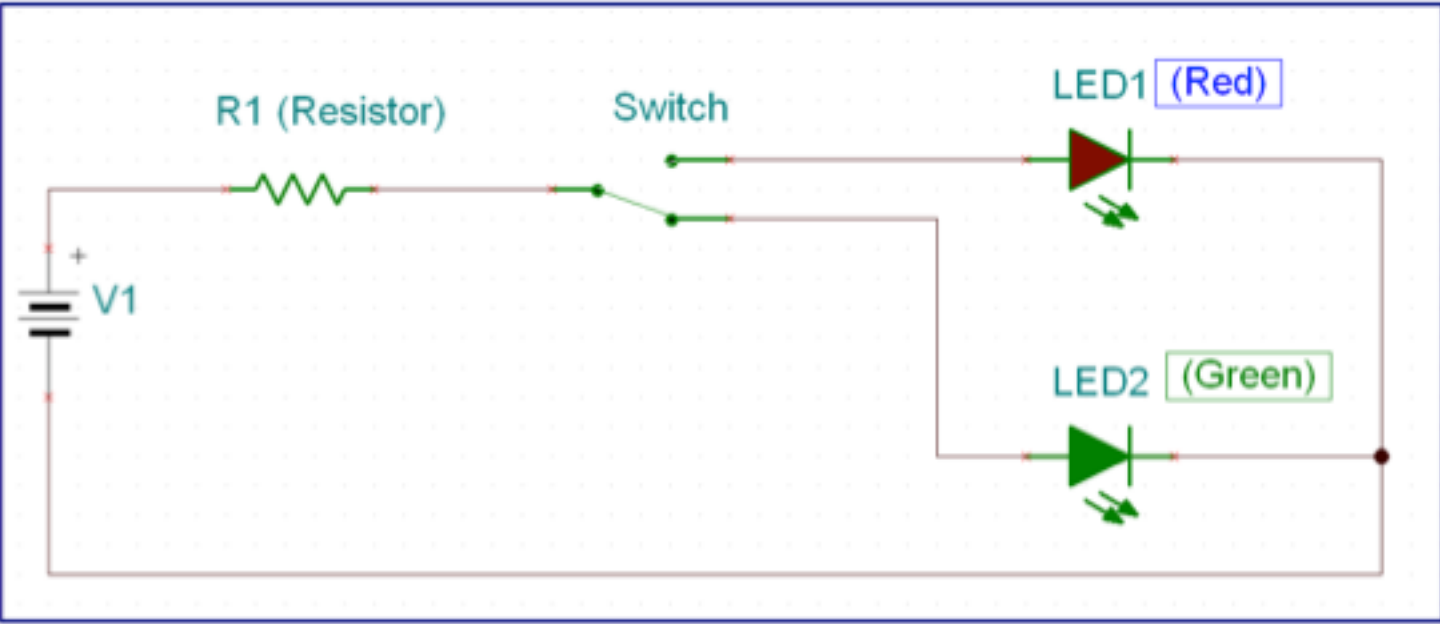 LED1 (Red)
R1 (Resistor)
Switch
+
V1
LED2 (Green)